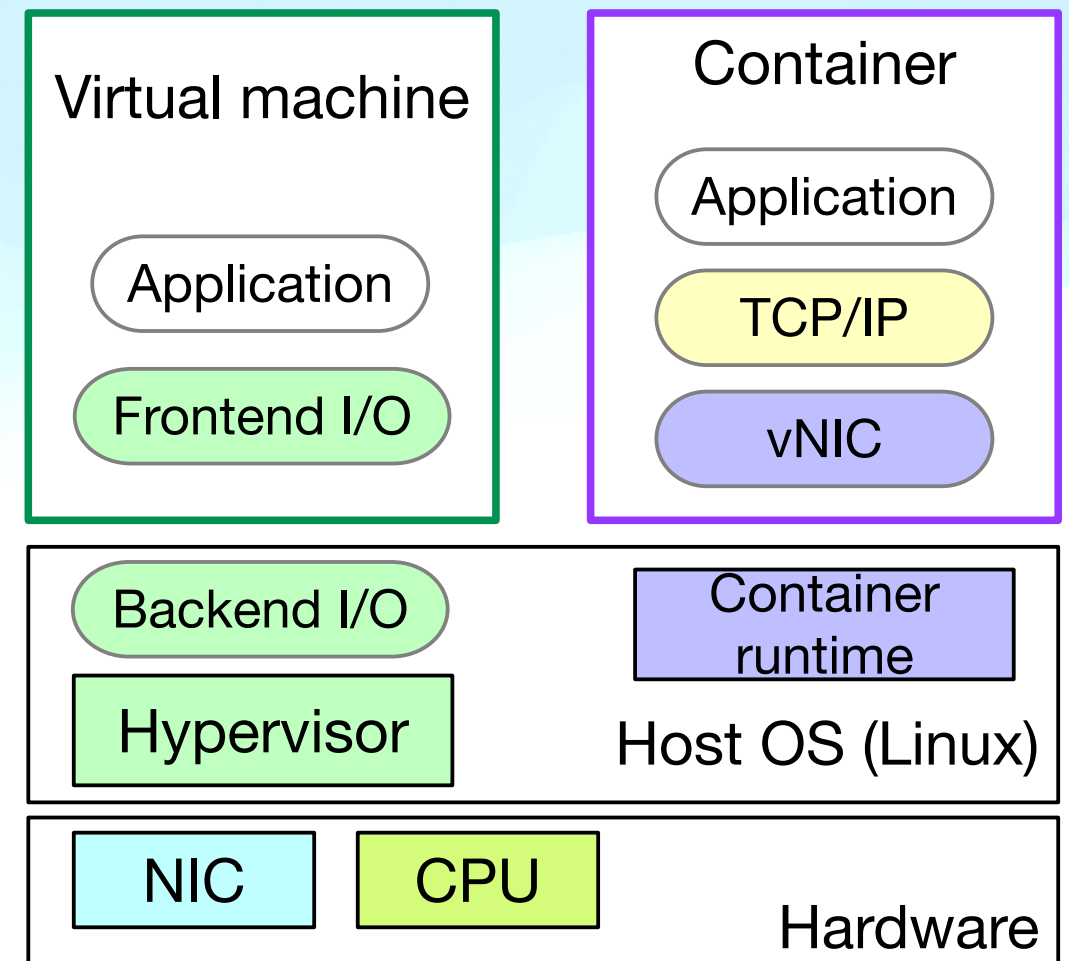 Virtual machine
Application
Frontend I/O
Container
Application
TCP/IP
vNIC
Backend I/O
Hypervisor
Container
runtime
Host OS (Linux)
NIC
CPU
Hardware